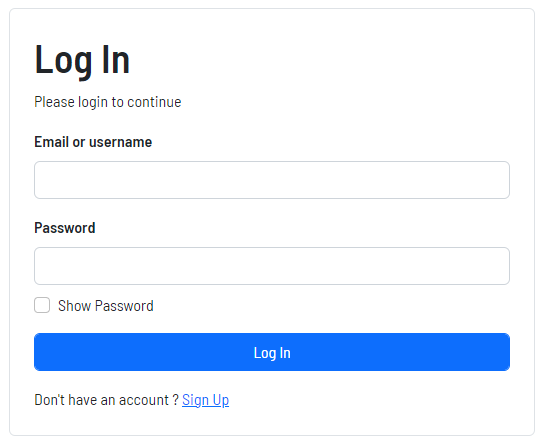 Log In
Please login to continue
Email or username
Password
Show Password
Log In
Don't have an account ? Sign Up